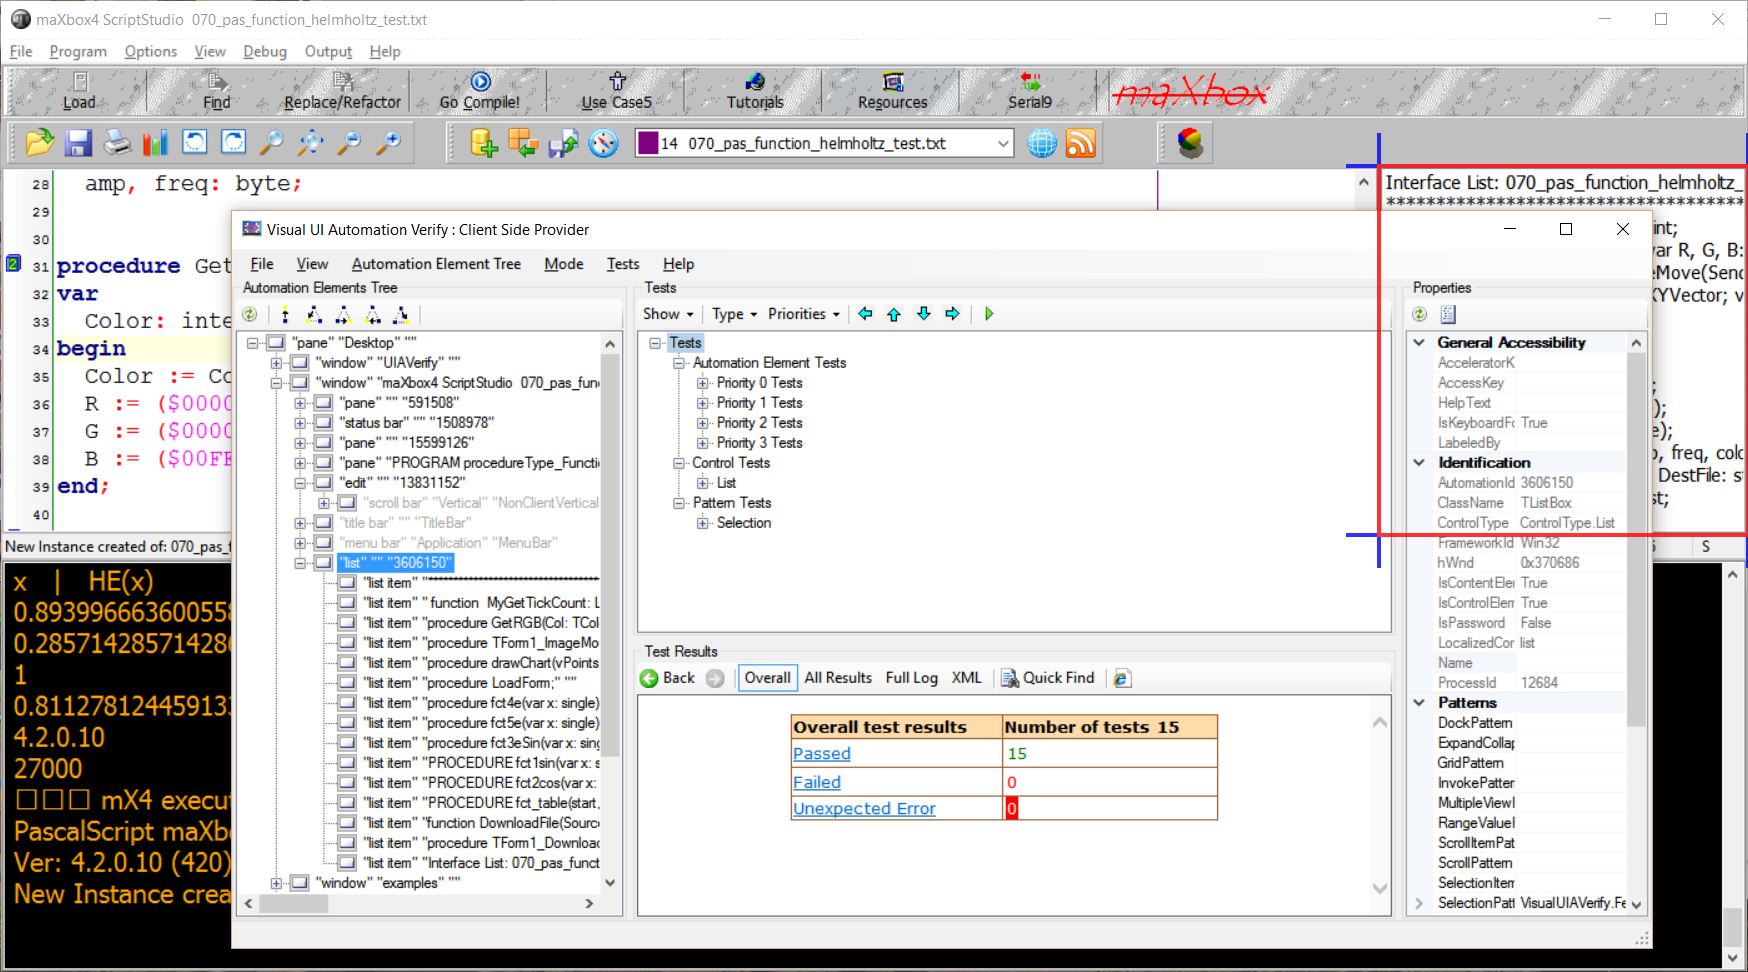 maXbox4 ScriptStudio  070_pas_function_helmholtz_test.txt
File Program Options View Debug Output Help
Load Find Replace/Refactor Go Compile! Use Case5 Tutorials Resources Serial9 maXbox
14 070_pas_function_helmholtz_test.txt
28 amp, freq: byte;
29
30
2 31 procedure Get
32 var
33 Color: inte
34 begin
35 Color := Co
36 R := ($0000
37 G := ($0000
38 B := ($00FF
39 end;
40
New Instance created of: 070_pas_f
x | HE(x)
0.893996663600558
0.285714285714286
1
0.811278124459133
4.2.0.10
27000
mX4 execut
PascalScript maXbo
Ver: 4.2.0.10 (420)
New Instance crea
Interface List: 070_pas_function_helmholtz_
******************************************
int;
var R, G, B:
eMove(Send
XYVector; v
;
);
e);
o, freq, colo
DestFile: st
st;
S
Visual UI Automation Verify : Client Side Provider
File View Automation Element Tree Mode Tests Help
Automation Elements Tree
"pane" "Desktop" ""
"window" "UIAVerify" ""
"window" "maXbox4 ScriptStudio  070_pas_func
"pane" "" "591508"
"status bar" "" "1508978"
"pane" "" "15599126"
"pane" "PROGRAM procedureType_Functio
"edit" "" "13831152"
"scroll bar" "Vertical" "NonClientVertical
"title bar" "" "TitleBar"
"menu bar" "Application" "MenuBar"
"list" "" "3606150"
"list item" "******************************
"list item" " function  MyGetTickCount: L
"list item" "procedure GetRGB(Col: TCol
"list item" "procedure TForm1_ImageMo
"list item" "procedure drawChart(vPoints
"list item" "procedure LoadForm;" ""
"list item" "procedure fct4e(var x: single)
"list item" "procedure fct5e(var x: single)
"list item" "procedure fct3eSin(var x: sing
"list item" "PROCEDURE fct1sin(var x: s
"list item" "PROCEDURE fct2cos(var x:
"list item" "PROCEDURE fct_table(start,
"list item" "function DownloadFile(Source
"list item" "procedure TForm1_Downloac
"list item" "Interface List: 070_pas_funct
"window" "examples" ""
Tests
Show Type Priorities
Tests
Automation Element Tests
Priority 0 Tests
Priority 1 Tests
Priority 2 Tests
Priority 3 Tests
Control Tests
List
Pattern Tests
Selection
Test Results
Back Overall All Results Full Log XML Quick Find
Overall test results Number of tests 15
Passed 15
Failed 0
Unexpected Error 0
Properties
General Accessibility
AcceleratorK
AccessKey
HelpText
IsKeyboardFo True
LabeledBy
Identification
AutomationId 3606150
ClassName TListBox
ControlType ControlType.List
FrameworkId Win32
hWnd 0x370686
IsContentEler True
IsControlElem True
IsPassword False
LocalizedCor list
Name
ProcessId 12684
Patterns
DockPattern
ExpandCollap
GridPattern
InvokePatter
MultipleViewI
RangeValueI
ScrollItemPat
ScrollPattern
SelectionItem
SelectionPatt VisualUIAVerify.Fe